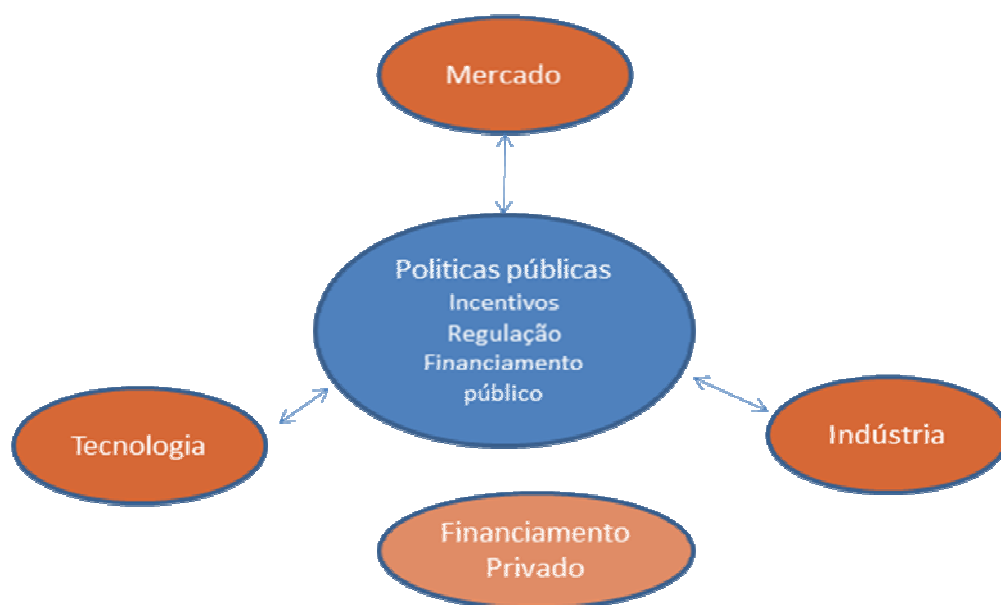 Mercado
Politicas públicas
Incentivos
Regulação
Financiamento
público
Tecnologia
Indústria
Financiamento
Privado